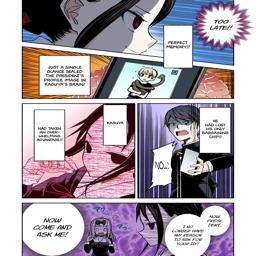 TOO
LATE!!
PERFECT
MEMORY!!
JUST A SINGLE
GLANCE SEALED
THE PRESIDENT'S
PROFILE IMAGE IN
KAGUYA'S BRAIN!
HE
HAD LOST
HIS ONLY
BARGAINING
CHIP!
KAGUYA
HAD TAKEN
AN OVER-
WHELMING
ADVANTAGE!
NO...
NOW
COME AND
ASK ME!
NOW,
PRESI-
DENT.
I NO
LONGER HAVE
ANY REASON
TO ASK FOR
YOUR ID!